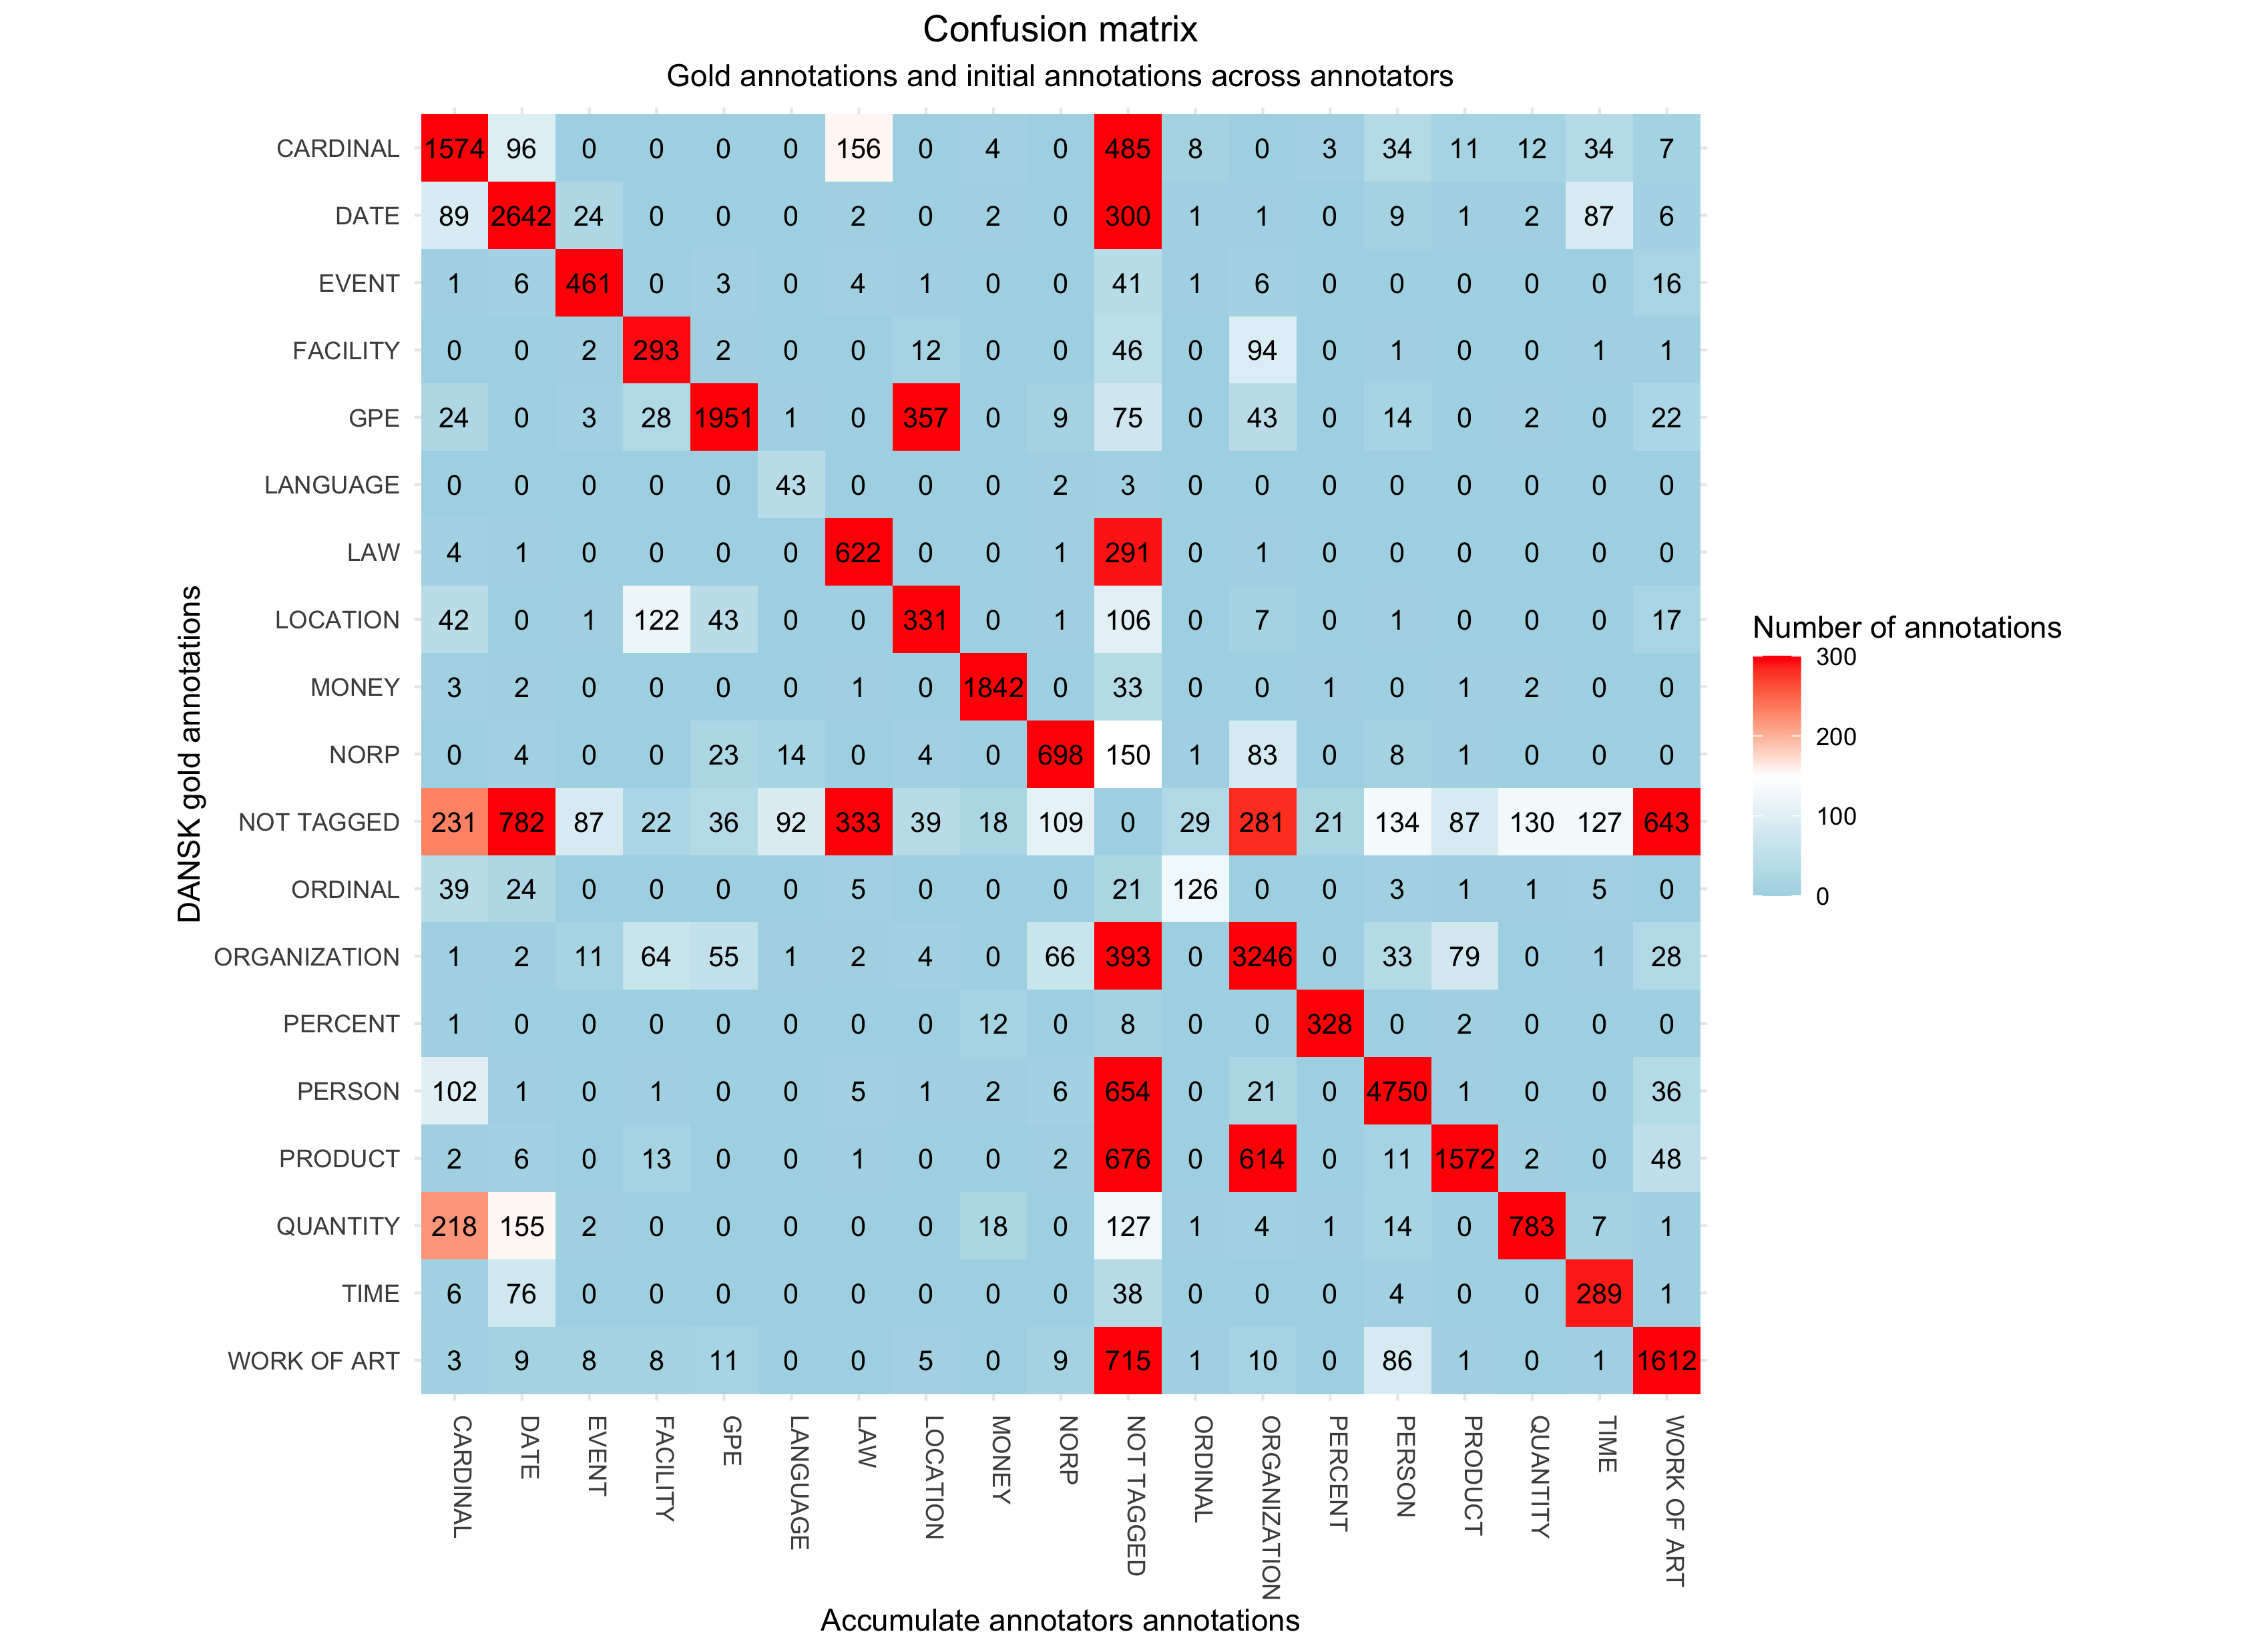 Confusion matrix
Gold annotations and initial annotations across annotators
DANSK gold annotations
CARDINAL 1574 96 0 0 0 0 156 0 4 0 485 8 0 3 34 11 12 34 7
DATE 89 2642 24 0 0 0 2 0 2 0 300 1 1 0 9 1 2 87 6
EVENT 1 6 461 0 3 0 4 1 0 0 41 1 6 0 0 0 0 0 16
FACILITY 0 0 2 293 2 0 0 12 0 0 46 0 94 0 1 0 0 1 1
GPE 24 0 3 28 1951 1 0 357 0 9 75 0 43 0 14 0 2 0 22
LANGUAGE 0 0 0 0 0 43 0 0 0 2 3 0 0 0 0 0 0 0 0
LAW 4 1 0 0 0 0 622 0 0 1 291 0 1 0 0 0 0 0 0
LOCATION 42 0 1 122 43 0 0 331 0 1 106 0 7 0 1 0 0 0 17
MONEY 3 2 0 0 0 0 1 0 1842 0 33 0 0 1 0 1 2 0 0
NORP 0 4 0 0 23 14 0 4 0 698 150 1 83 0 8 1 0 0 0
NOT TAGGED 231 782 87 22 36 92 333 39 18 109 0 29 281 21 134 87 130 127 643
ORDINAL 39 24 0 0 0 0 5 0 0 0 21 126 0 0 3 1 1 5 0
ORGANIZATION 1 2 11 64 55 1 2 4 0 66 393 0 3246 0 33 79 0 1 28
PERCENT 1 0 0 0 0 0 0 0 12 0 8 0 0 328 0 2 0 0 0
PERSON 102 1 0 1 0 0 5 1 2 6 654 0 21 0 4750 1 0 0 36
PRODUCT 2 6 0 13 0 0 1 0 0 2 676 0 614 0 11 1572 2 0 48
QUANTITY 218 155 2 0 0 0 0 0 18 0 127 1 4 1 14 0 783 7 1
TIME 6 76 0 0 0 0 0 0 0 0 38 0 0 0 4 0 0 289 1
WORK OF ART 3 9 8 8 11 0 0 5 0 9 715 1 10 0 86 1 0 1 1612
CARDINAL DATE EVENT FACILITY GPE LANGUAGE LAW LOCATION MONEY NORP NOT TAGGED ORDINAL ORGANIZATION PERCENT PERSON PRODUCT QUANTITY TIME WORK OF ART
Accumulate annotators annotations
Number of annotations
300
200
100
0